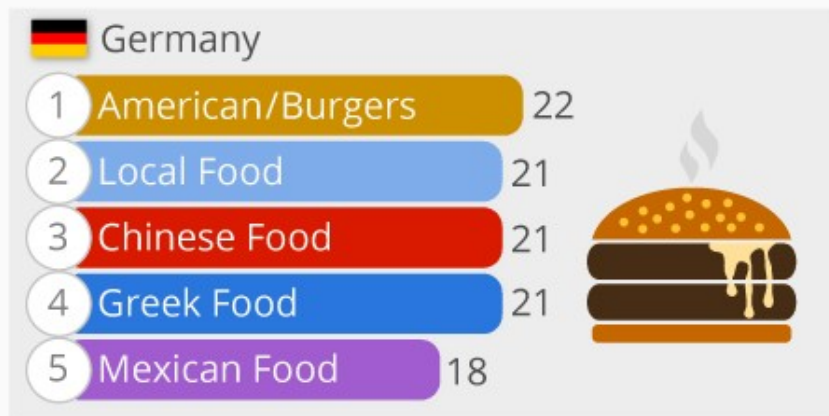 Germany
1 American/Burgers 22
2 Local Food 21
3 Chinese Food 21
4 Greek Food 21
5 Mexican Food 18